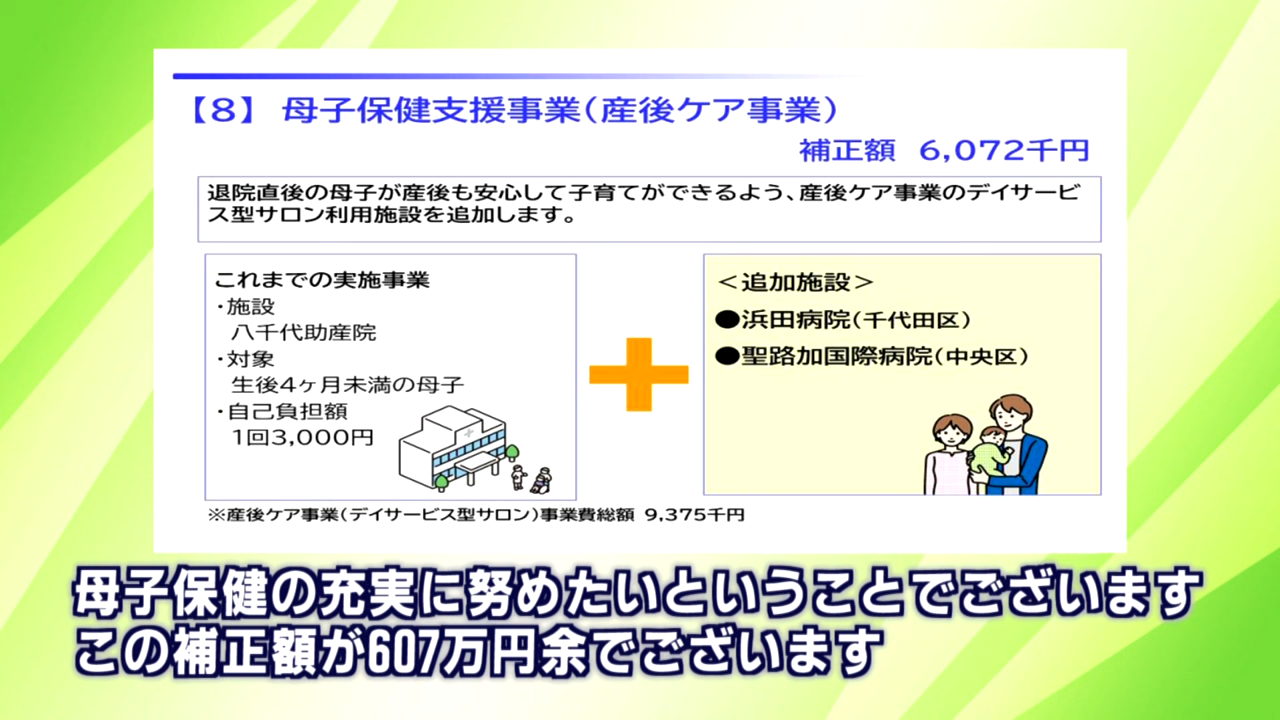 【8】 母子保健支援事業(産後ケア事業)
補正額 6,072千円
退院直後の母子が産後も安心して子育てができるよう、産後ケア事業のデイサービ
ス型サロン利用施設を追加します。
これまでの実施事業
・施設
八千代助産院
・対象
生後4ヶ月未満の母子
・自己負担額
1回3,000円
＜追加施設＞
●浜田病院(千代田区)
●聖路加国際病院(中央区)
※産後ケア事業(デイサービス型サロン)事業費総額 9,375千円
母子保健の充実に努めたいということでございます
この補正額が607万円余でございます